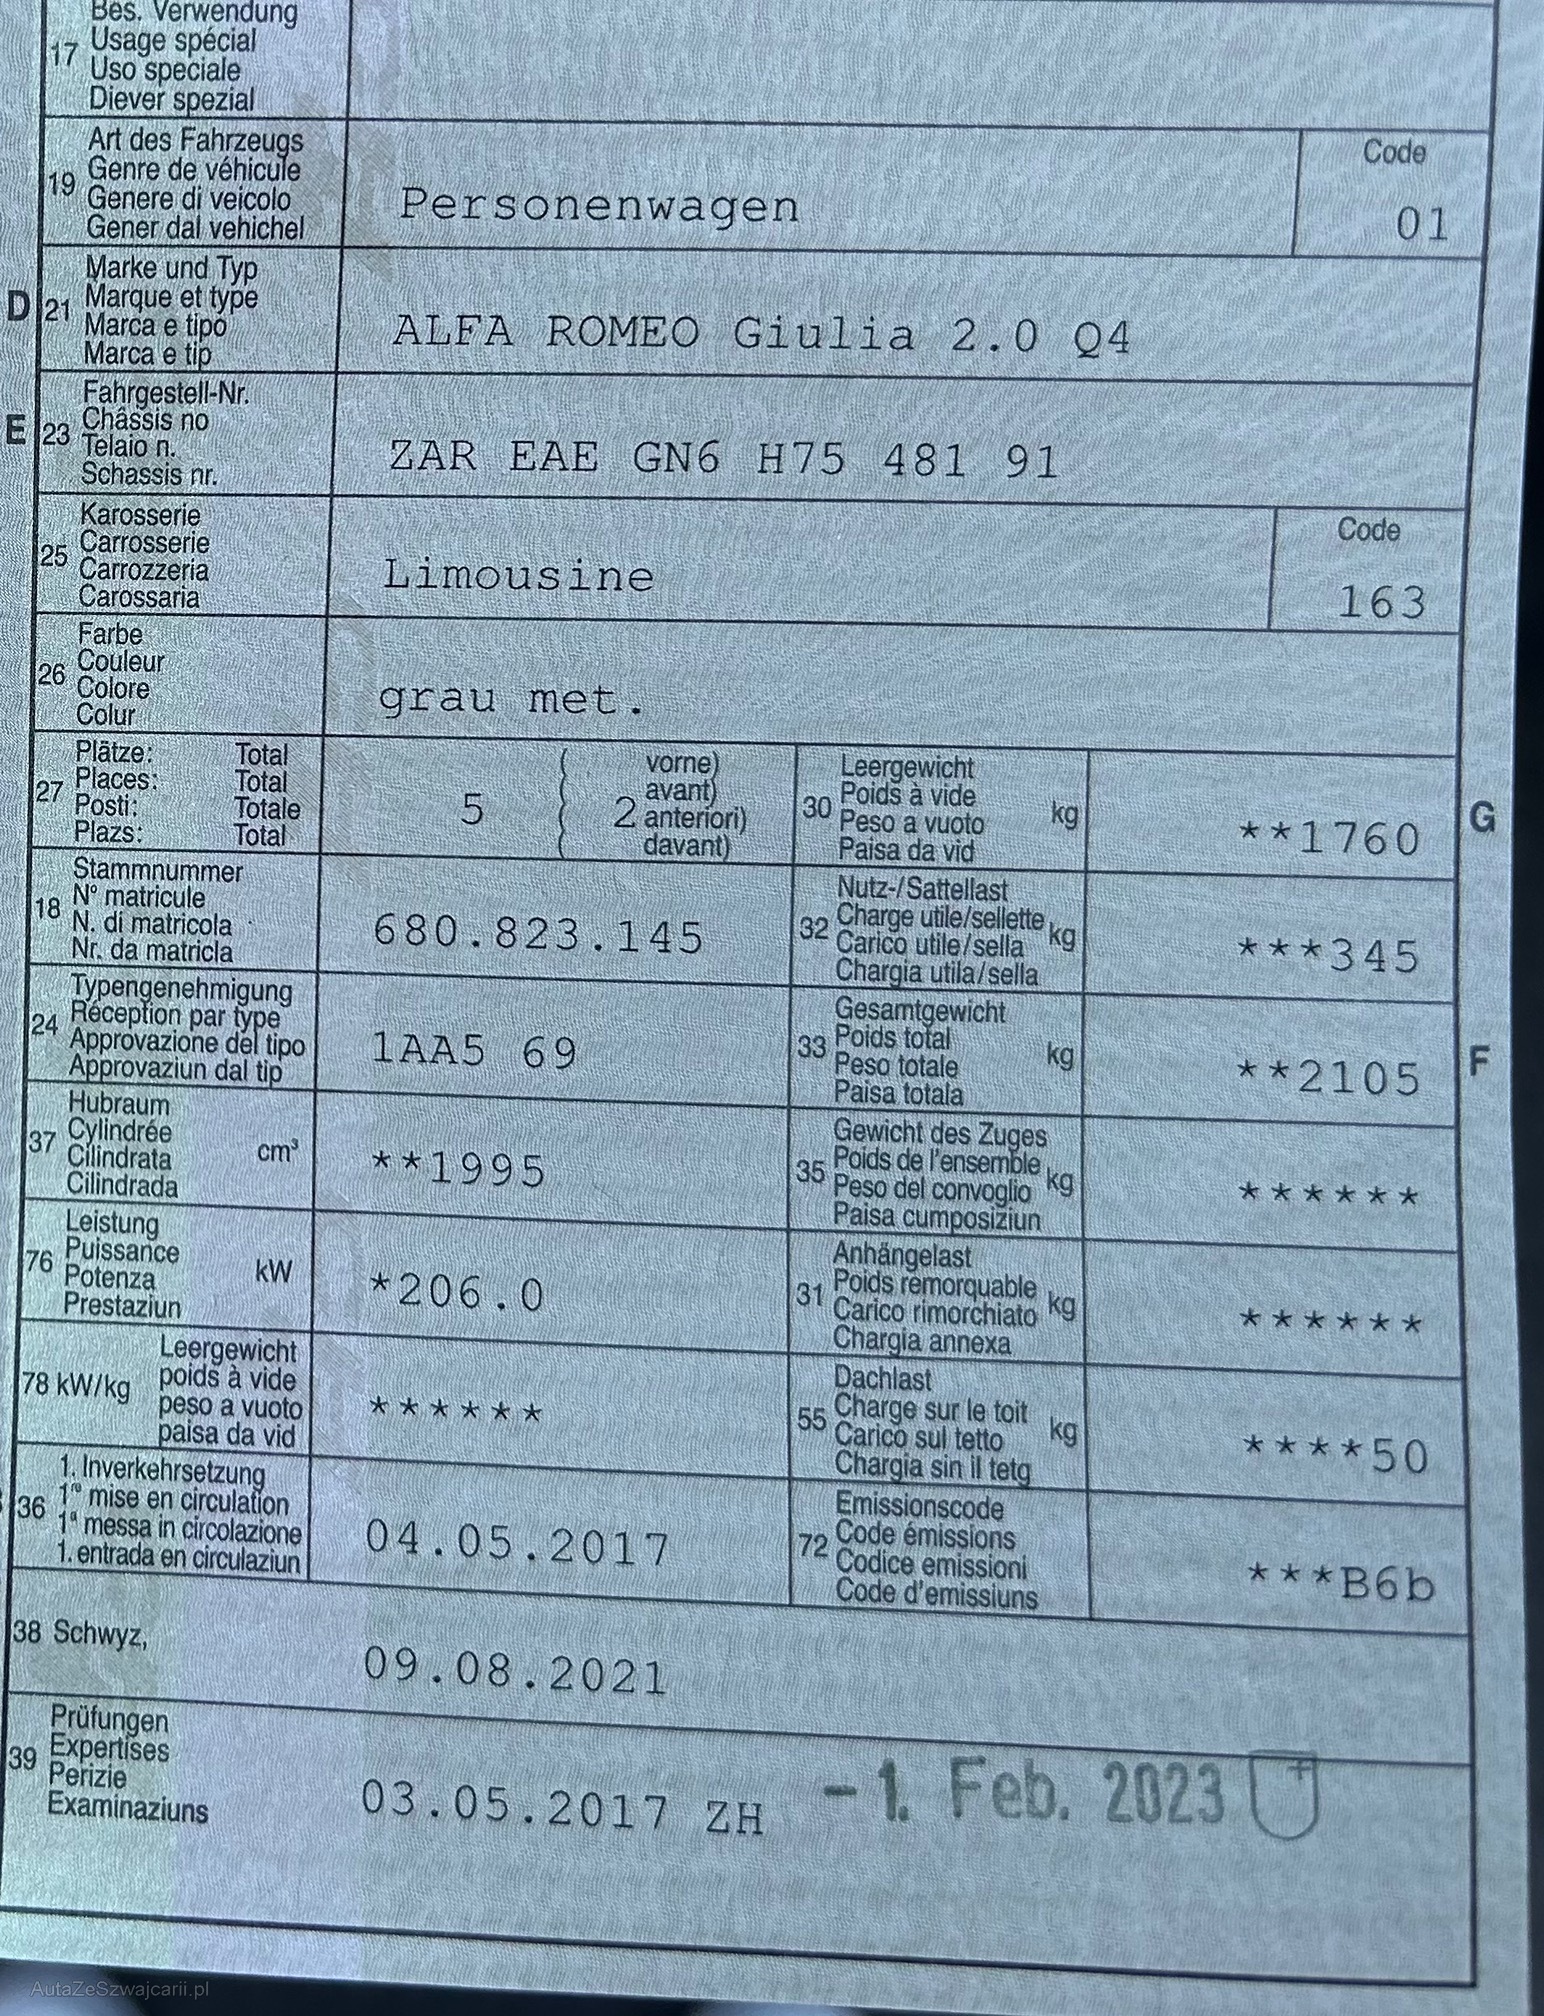 Bes. Verwendung
17 Usage spécial
Uso speciale
Diever spezial
Art des Fahrzeugs
19 Genre de véhicule
Genere di veicolo
Gener dal vehichel
Personenwagen
Code
01
Marke und Typ
D 21 Marque et type
Marca e tipo
Marca e tip
ALFA ROMEO Giulia 2.0 Q4
Fahrgestell-Nr.
E 23 Châssis no
Telaio n.
Schassis nr.
ZAR EAE GN6 H75 481 91
Karosserie
25 Carrosserie
Carrozzeria
Carossaria
Limousine
Code
163
Farbe
26 Couleur
Colore
Colur
grau met.
Plätze: Total
27 Places: Total
Posti: Totale
Plazs: Total
5
vorne)
avant)
2 anteriori)
davant)
Leergewicht
30 Poids à vide kg
Peso a vuoto
Paisa da vid
**1760
G
Stammnummer
18 N° matricule
N. di matricola
Nr. da matricla
680.823.145
Nutz-/Sattellast
32 Charge utile/sellette kg
Carico utile/sella
Chargia utila/sella
***345
Typengenehmigung
24 Réception par type
Approvazione del tipo
Approvaziun dal tip
1AA5 69
Gesamtgewicht
33 Poids total kg
Peso totale
Paisa totala
**2105
F
Hubraum
37 Cylindrée cm³
Cilindrata
Cilindrada
**1995
Gewicht des Zuges
35 Poids de l'ensemble kg
Peso del convoglio
Paisa cumposiziun
******
Leistung
76 Puissance kW
Potenza
Prestaziun
*206.0
Anhängelast
31 Poids remorquable kg
Carico rimorchiato
Chargia annexa
******
Leergewicht
78 kW/kg poids à vide
peso a vuoto
paisa da vid
******
Dachlast
55 Charge sur le toit kg
Carico sul tetto
Chargia sin il tetg
****50
1. Inverkehrsetzung
36 1re mise en circulation
1a messa in circolazione
1. entrada en circulaziun
04.05.2017
Emissionscode
72 Code émissions
Codice emissioni
Code d'emissiuns
***B6b
38 Schwyz,
09.08.2021
Prüfungen
39 Expertises
Perizie
Examinaziuns
03.05.2017 ZH
-1. Feb. 2023
AutaZeSzwajcarii.pl